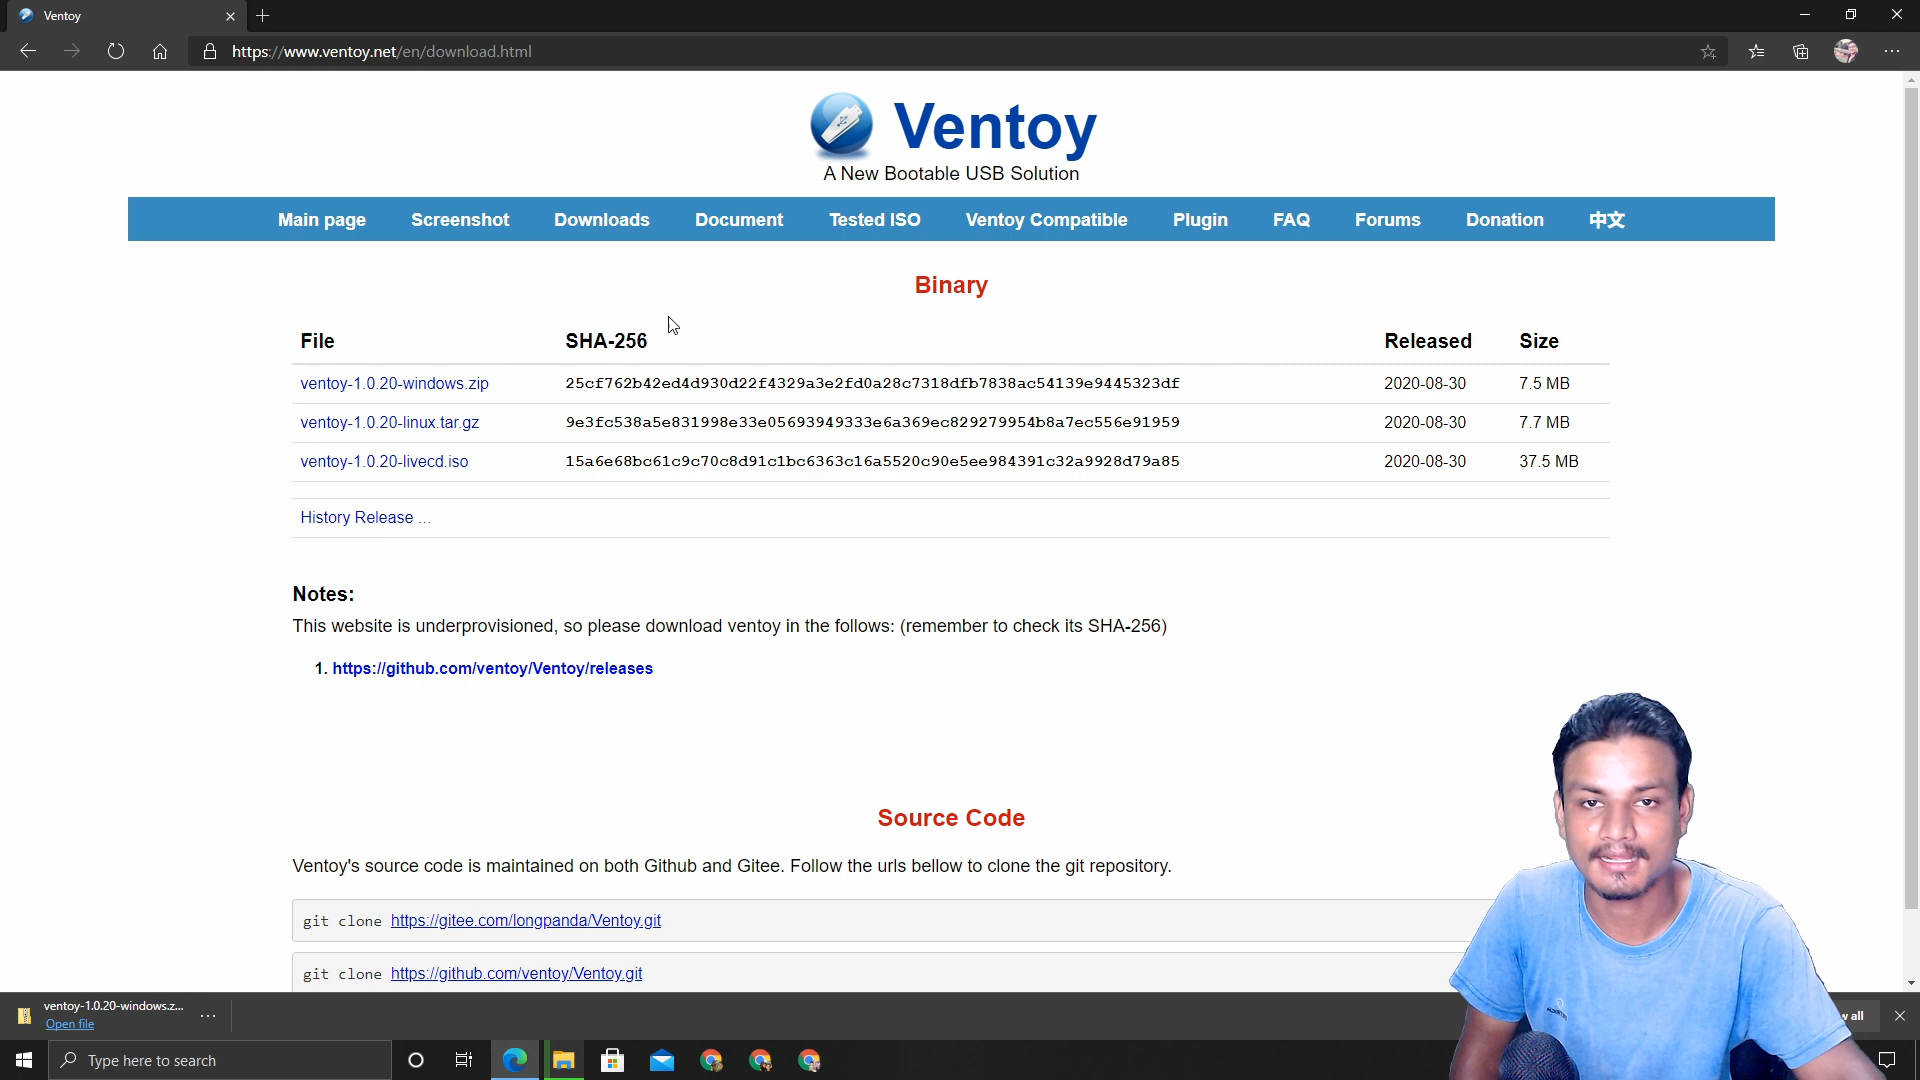 Ventoy
https://www.ventoy.net/en/download.html
Ventoy
A New Bootable USB Solution
Main page Screenshot Downloads Document Tested ISO Ventoy Compatible Plugin FAQ Forums Donation 中文
Binary
File SHA-256 Released Size
ventoy-1.0.20-windows.zip 25cf762b42ed4d930d22f4329a3e2fd0a28c7318dfb7838ac54139e9445323df 2020-08-30 7.5 MB
ventoy-1.0.20-linux.tar.gz 9e3fc538a5e831998e33e05693949333e6a369ec829279954b8a7ec556e91959 2020-08-30 7.7 MB
ventoy-1.0.20-livecd.iso 15a6e68bc61c9c70c8d91c1bc6363c16a5520c90e5ee984391c32a9928d79a85 2020-08-30 37.5 MB
History Release ...
Notes:
This website is underprovisioned, so please download ventoy in the follows: (remember to check its SHA-256)
1. https://github.com/ventoy/Ventoy/releases
Source Code
Ventoy's source code is maintained on both Github and Gitee. Follow the urls bellow to clone the git repository.
git clone https://gitee.com/longpanda/Ventoy.git
git clone https://github.com/ventoy/Ventoy.git
ventoy-1.0.20-windows.z...
Open file
all
Type here to search